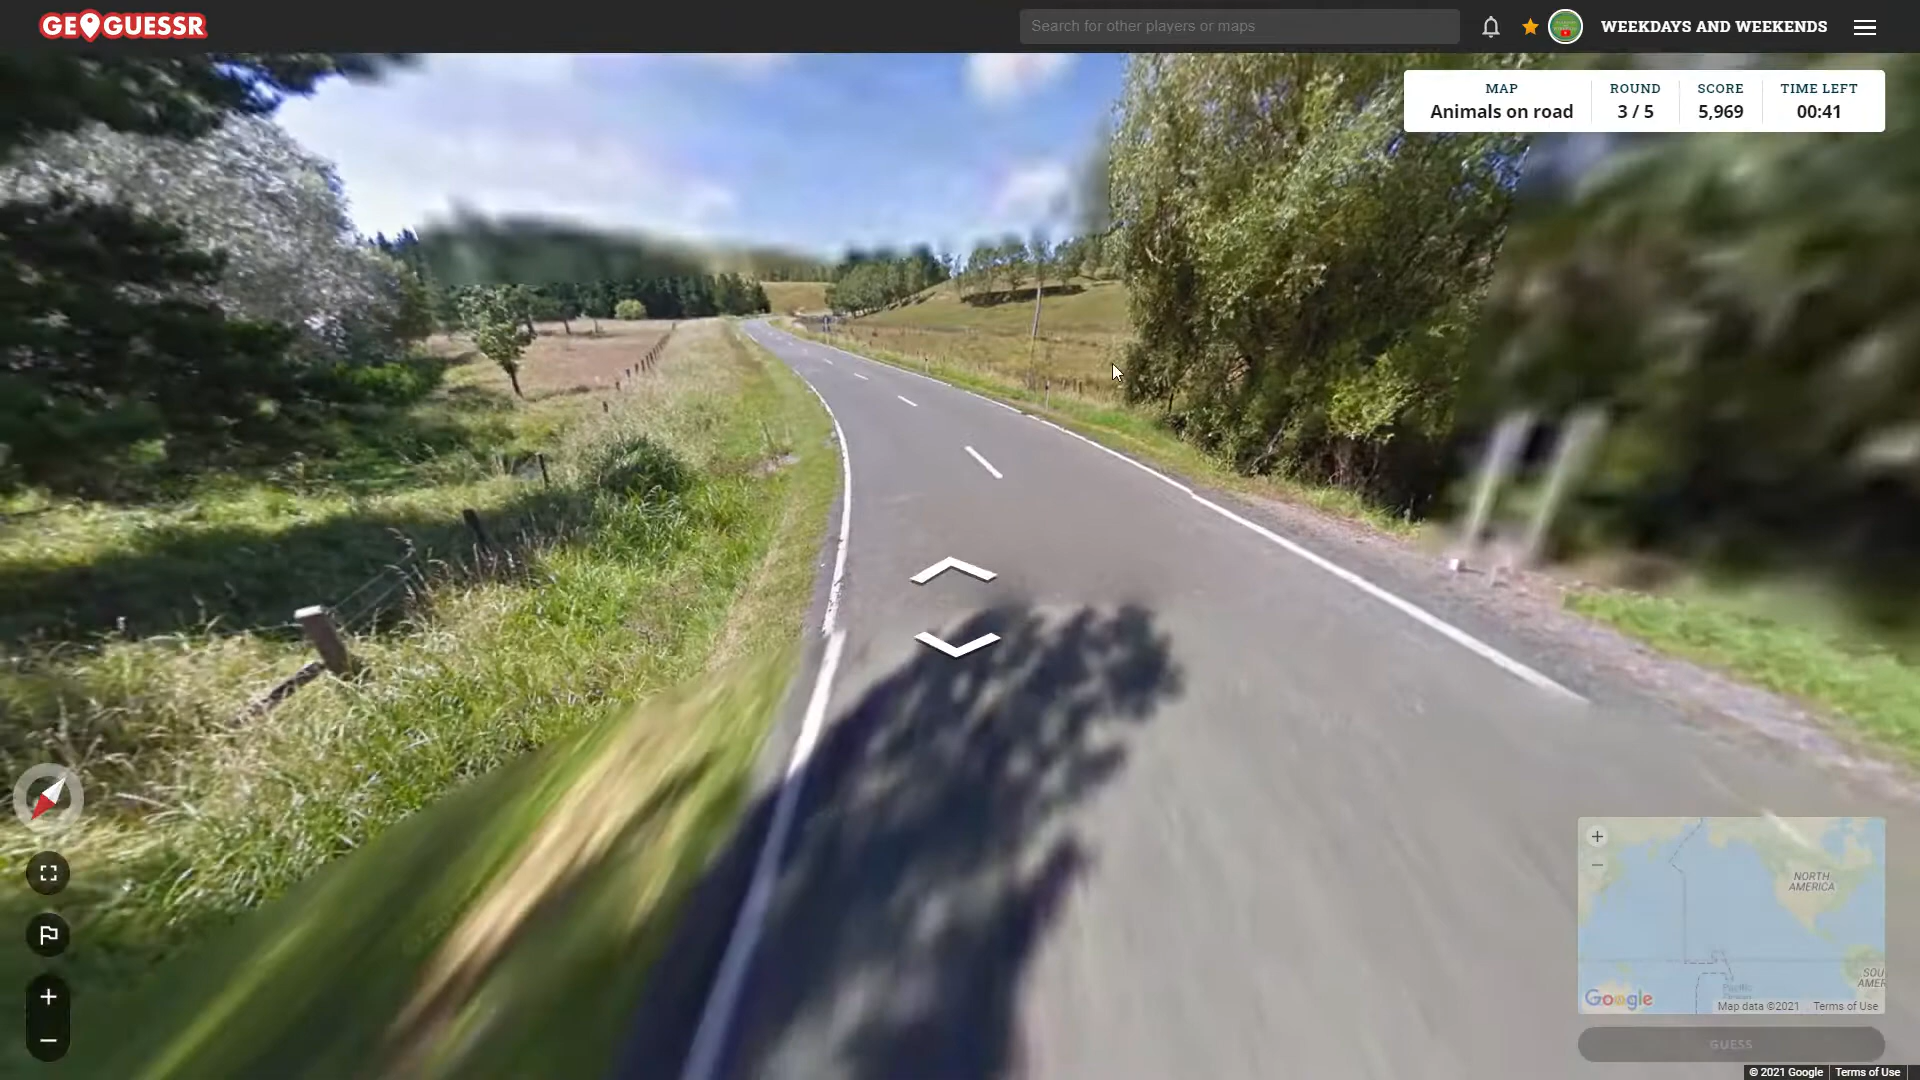 GEOGUESSR
Search for other players or maps
WEEKDAYS AND WEEKENDS
MAP
Animals on road
ROUND
3 / 5
SCORE
5,969
TIME LEFT
00:41
NORTH
AMERICA
SOU
AMER
Pacific
Google
Map data ©2021
Terms of Use
GUESS
© 2021 Google
Terms of Use